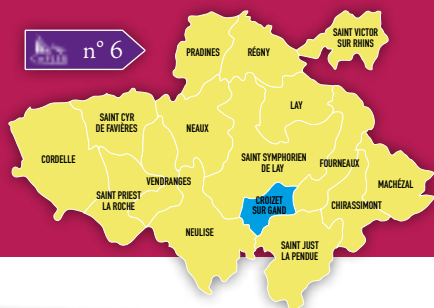 n° 6
SAINT VICTOR
SUR RHINS
PRADINES
RÉGNY
LAY
SAINT CYR
DE FAVIÈRES
NEAUX
CORDELLE
SAINT SYMPHORIEN
DE LAY
FOURNEAUX
VENDRANGES
MACHÉZAL
SAINT PRIEST
LA ROCHE
CROIZET
SUR GAND
CHIRASSIMONT
NEULISE
SAINT JUST
LA PENDUE